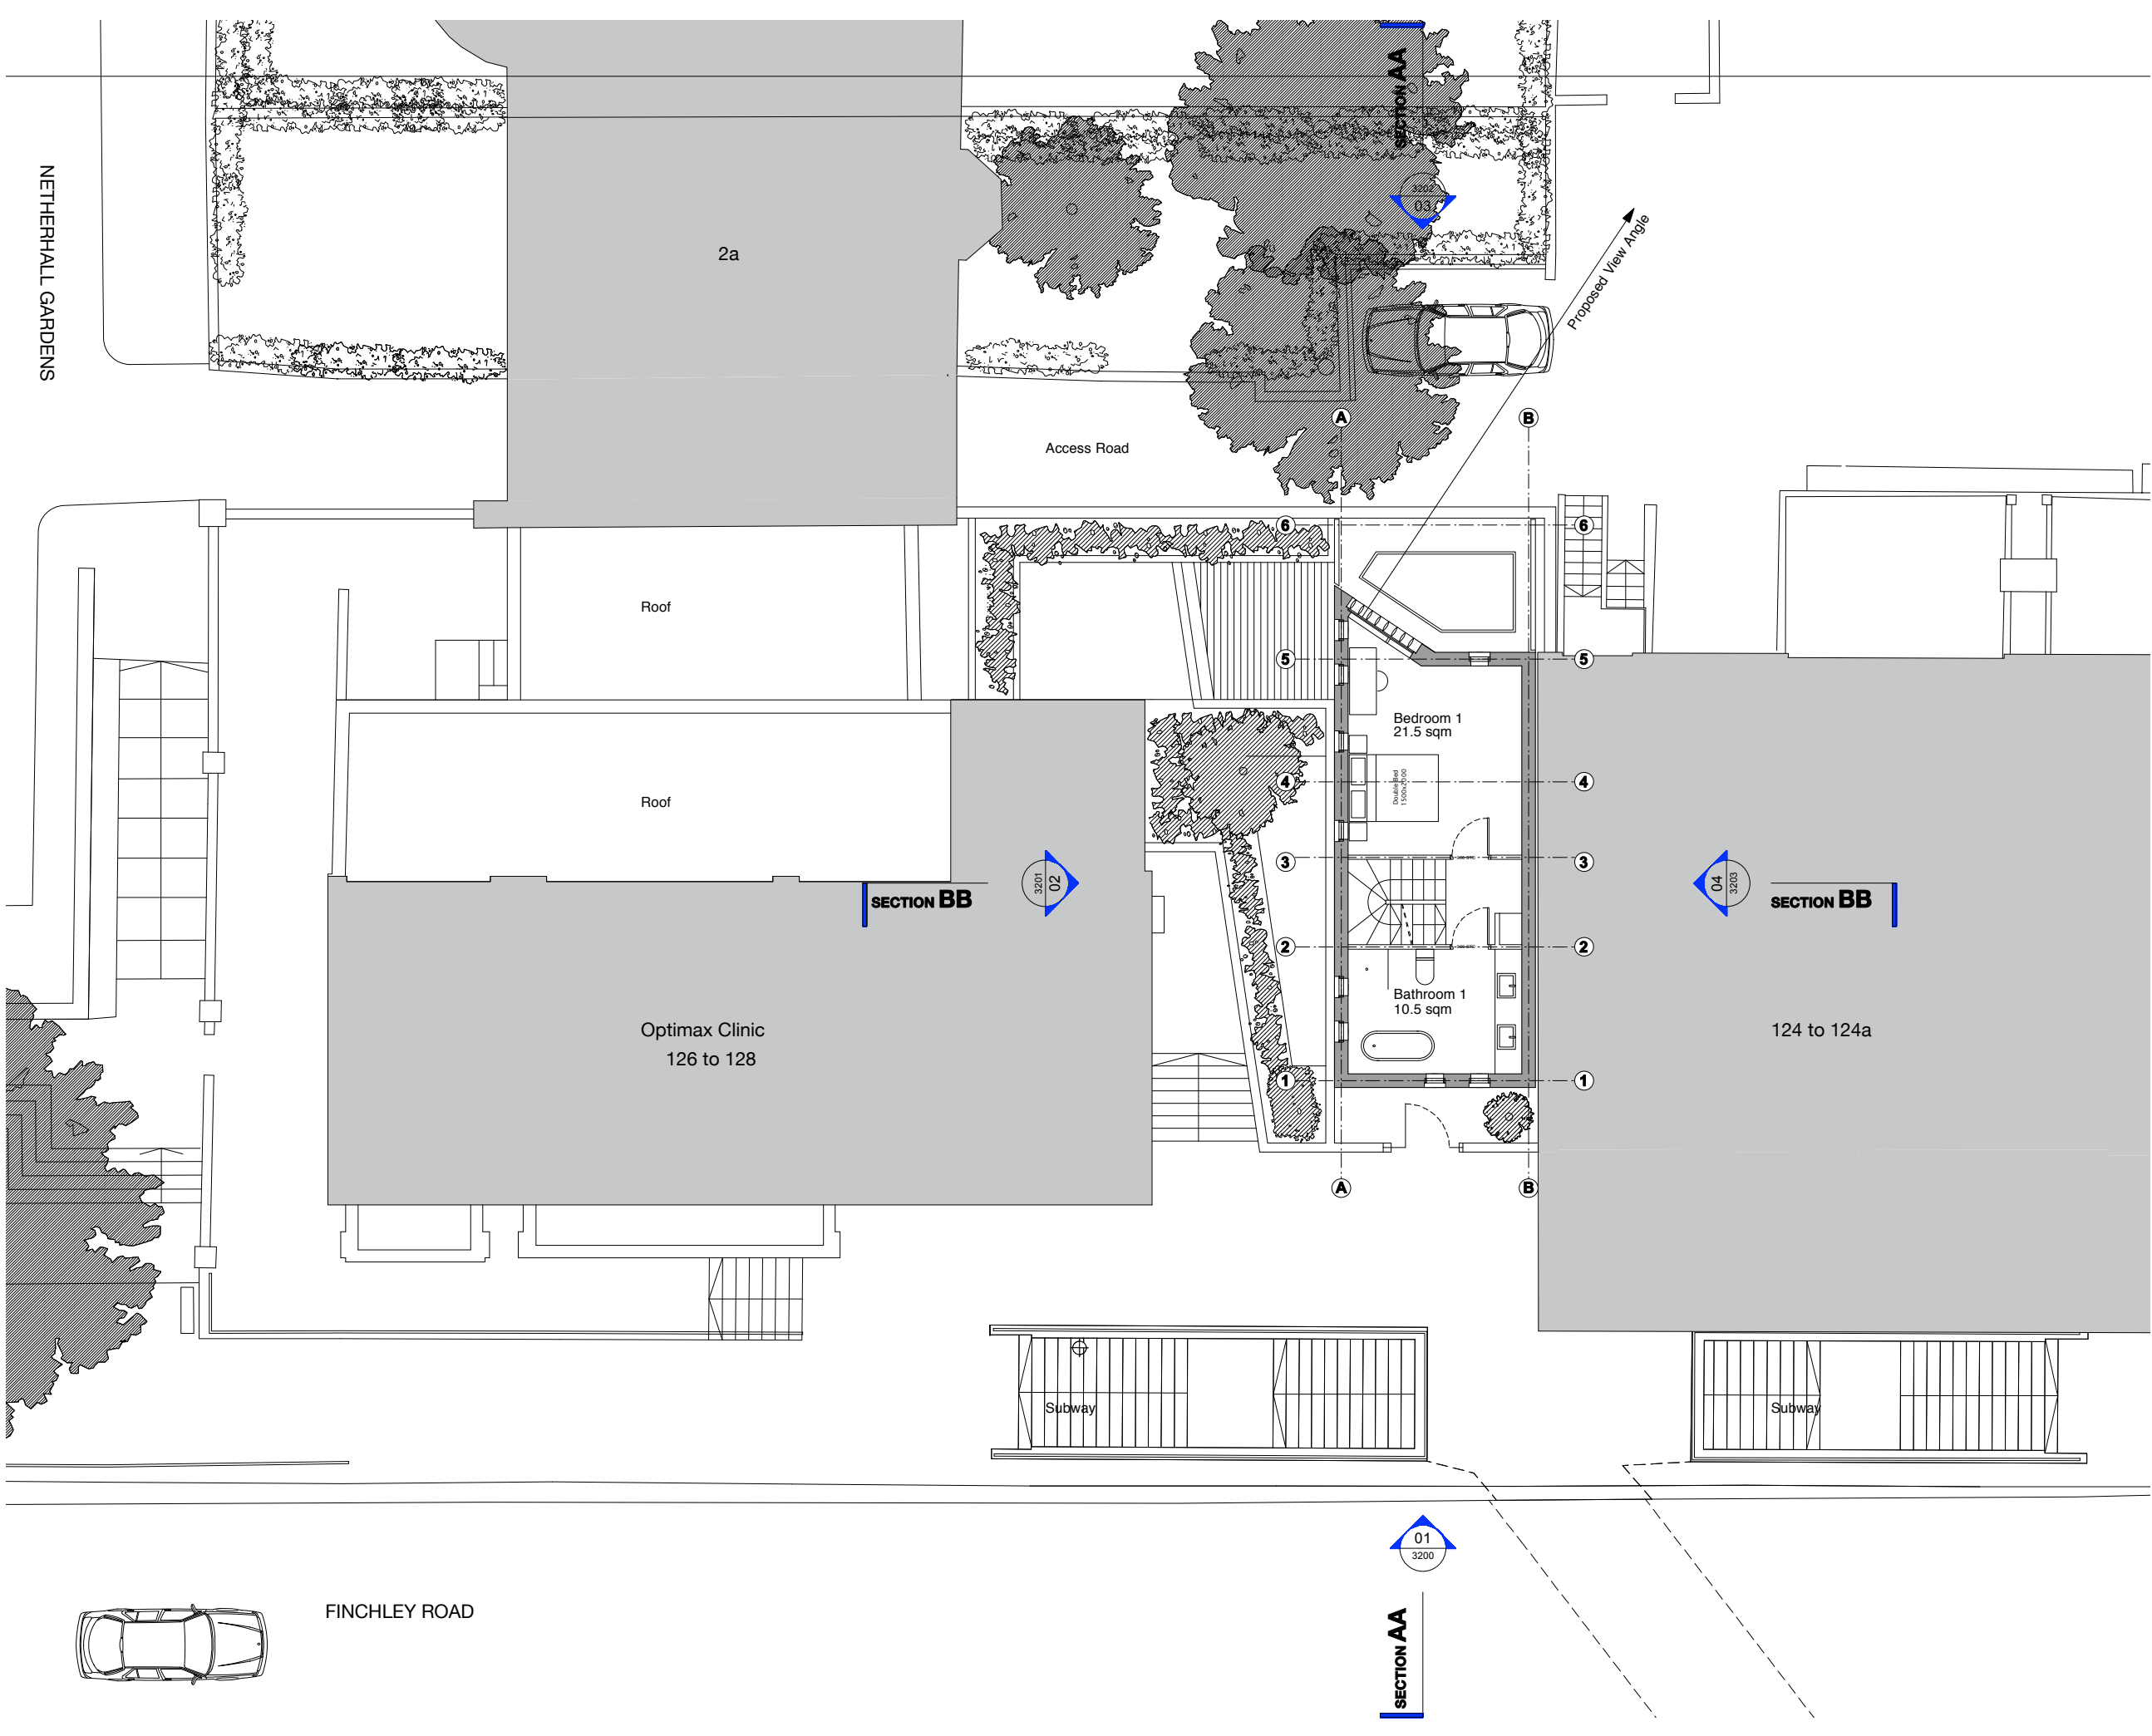 SECTION AA
NETHERHALL GARDENS
2a
3202
03
Proposed View Angle
A
B
Access Road
6
6
Roof
5
5
Bedroom 1
21.5 sqm
4
4
Double Bed
1500x2000
Roof
3
3
3201
02
SECTION BB
04
3203
SECTION BB
2
2
Bathroom 1
10.5 sqm
Optimax Clinic
126 to 128
124 to 124a
1
1
A
B
Subway
Subway
01
3200
FINCHLEY ROAD
SECTION AA